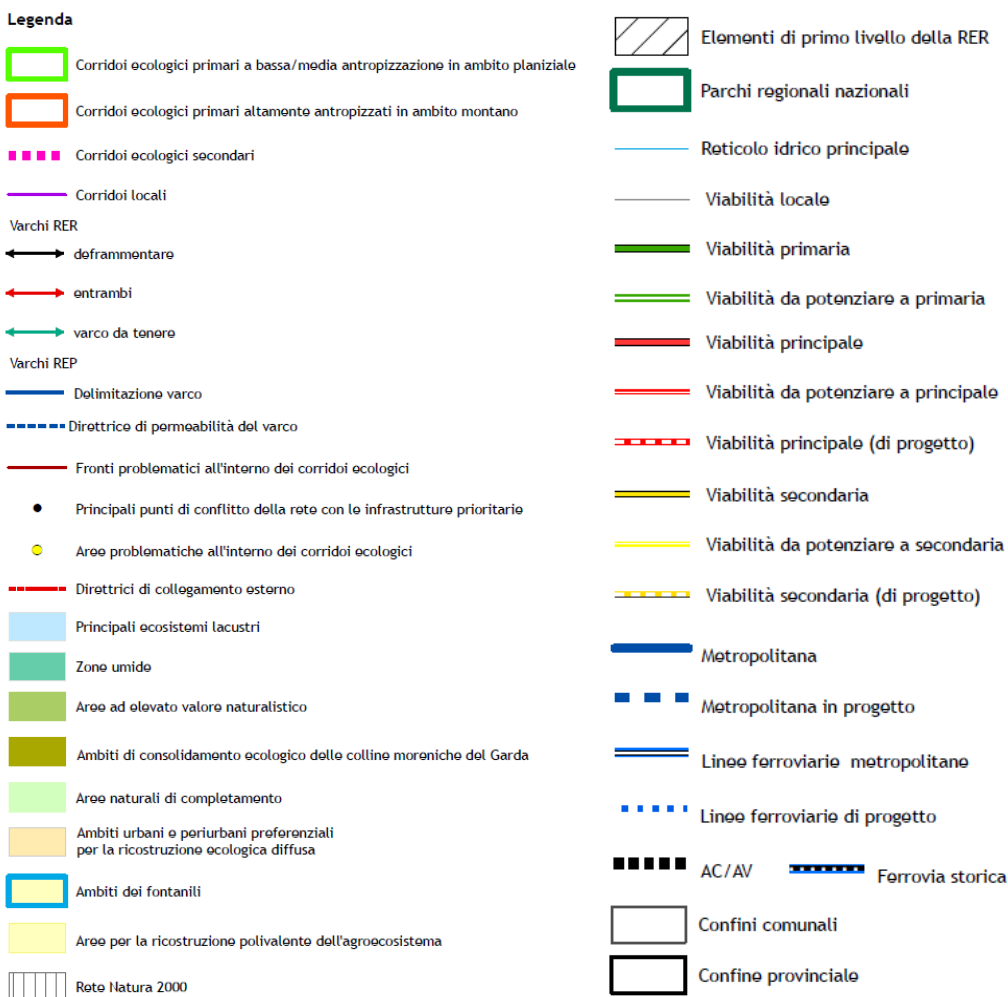 Legenda
Corridoi ecologici primari a bassa/media antropizzazione in ambito planiziale
Corridoi ecologici primari altamente antropizzati in ambito montano
Corridoi ecologici secondari
Corridoi locali
Varchi RER
deframmentare
entrambi
varco da tenere
Varchi REP
Delimitazione varco
Direttrice di permeabilità del varco
Fronti problematici all'interno dei corridoi ecologici
Principali punti di conflitto della rete con le infrastrutture prioritarie
Aree problematiche all'interno dei corridoi ecologici
Direttrici di collegamento esterno
Principali ecosistemi lacustri
Zone umide
Aree ad elevato valore naturalistico
Ambiti di consolidamento ecologico delle colline moreniche del Garda
Aree naturali di completamento
Ambiti urbani e periurbani preferenziali
per la ricostruzione ecologica diffusa
Ambiti dei fontanili
Aree per la ricostruzione polivalente dell'agroecosistema
Rete Natura 2000
Elementi di primo livello della RER
Parchi regionali nazionali
Reticolo idrico principale
Viabilità locale
Viabilità primaria
Viabilità da potenziare a primaria
Viabilità principale
Viabilità da potenziare a principale
Viabilità principale (di progetto)
Viabilità secondaria
Viabilità da potenziare a secondaria
Viabilità secondaria (di progetto)
Metropolitana
Metropolitana in progetto
Linee ferroviarie metropolitane
Linee ferroviarie di progetto
AC/AV Ferrovia storica
Confini comunali
Confine provinciale